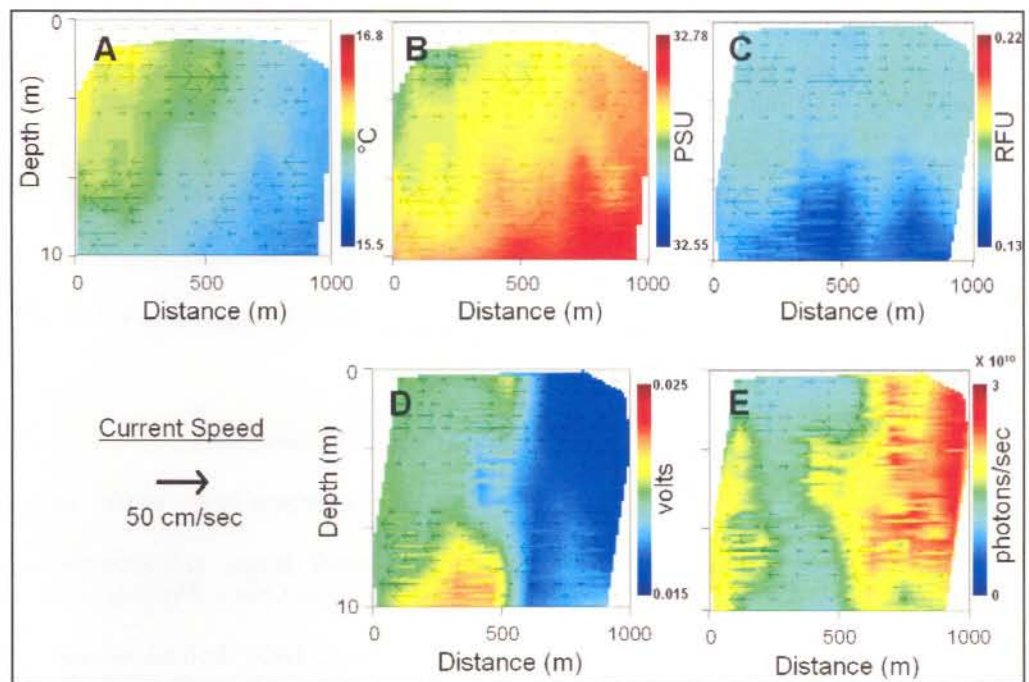 A
B
C
D
E
0
Depth (m)
10
0
500
1000
Distance (m)
16.8
°C
15.5
0
500
1000
Distance (m)
32.78
PSU
32.55
0
500
1000
Distance (m)
0.22
RFU
0.13
Current Speed
50 cm/sec
0
Depth (m)
10
0
500
1000
Distance (m)
0.025
volts
0.015
0
500
1000
Distance (m)
X 10¹⁰
3
photons/sec
0